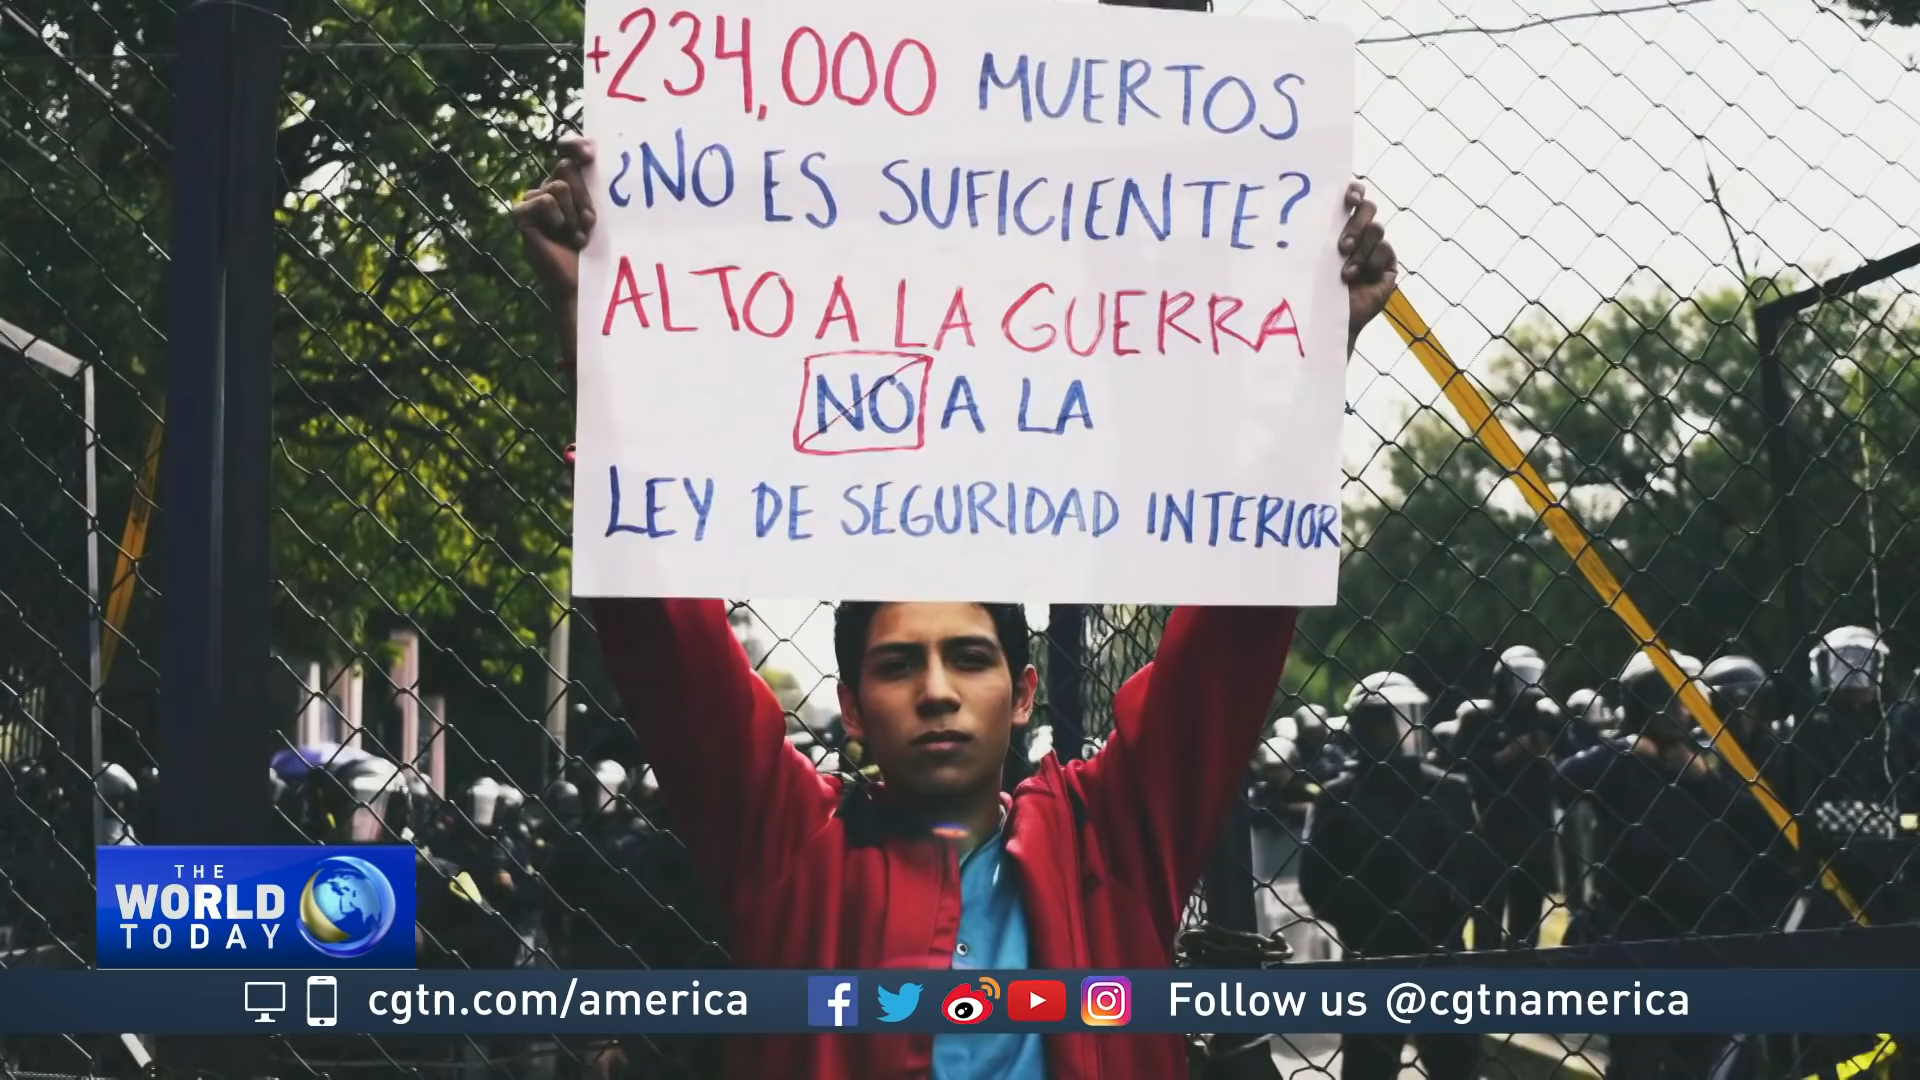 +234,000 MUERTOS
¿NO ES SUFICIENTE?
ALTO A LA GUERRA
NO A LA
LEY DE SEGURIDAD INTERIOR
THE
WORLD
TODAY
cgtn.com/america
Follow us @cgtnamerica